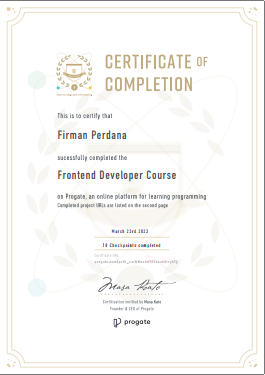 CERTIFICATE OF
COMPLETION
This is to certify that
Firman Perdana
sucessfully completed the
Frontend Developer Course
on Progate, an online platform for learning programming
Completed project URLs are listed on the second page
March 23rd 2023
18 Checkpoints completed
Certificate URL
Masa Kato
Certification verified by Masa Kato
Founder & CEO of Progate
progate